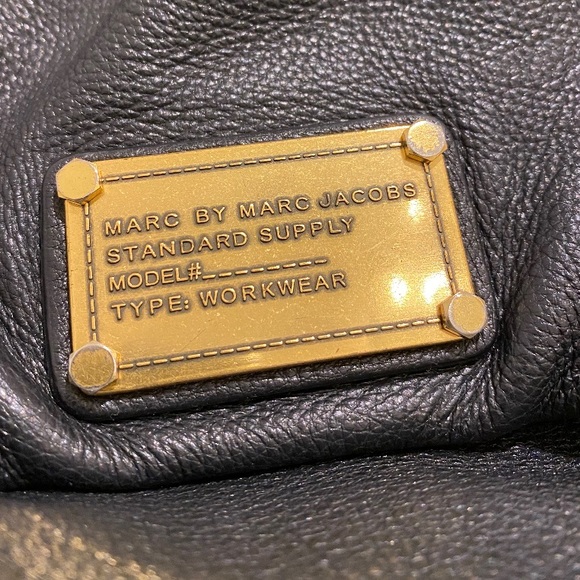 MARC BY MARC JACOBS
STANDARD SUPPLY
MODEL#_________
TYPE: WORKWEAR